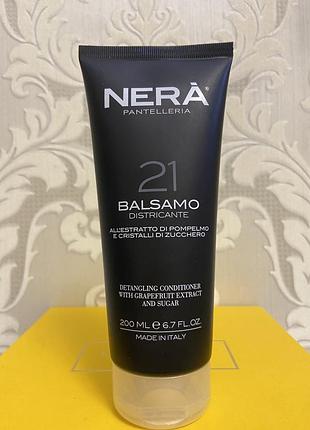 NERÀ
PANTELLERIA
21
BALSAMO
DISTRICANTE
ALL'ESTRATTO DI POMPELMO
E CRISTALLI DI ZUCCHERO
DETANGLING CONDITIONER
WITH GRAPEFRUIT EXTRACT
AND SUGAR
200 ML ℮ 6.7 FL.OZ
MADE IN ITALY